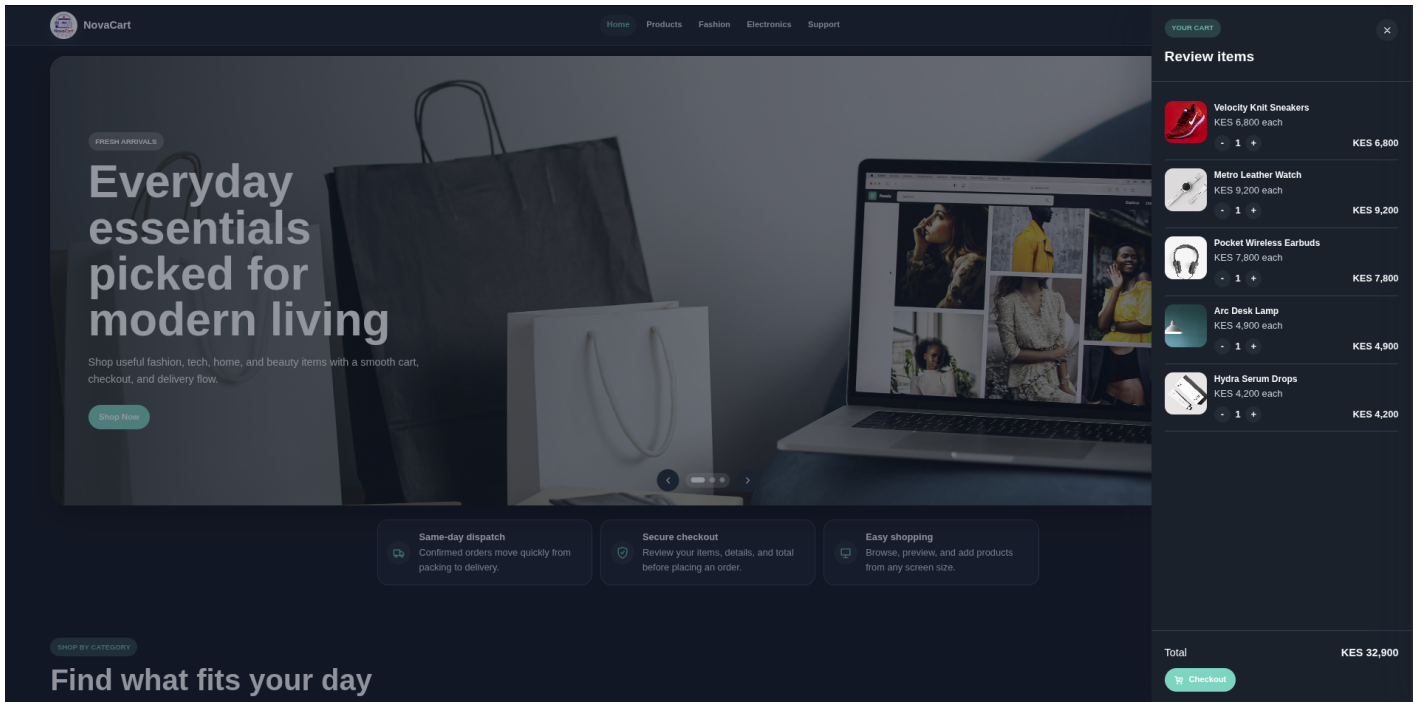 NovaCart
Home Products Fashion Electronics Support
FRESH ARRIVALS
Everyday
essentials
picked for
modern living
Shop useful fashion, tech, home, and beauty items with a smooth cart,
checkout, and delivery flow.
Shop Now
Same-day dispatch
Confirmed orders move quickly from
packing to delivery.
Secure checkout
Review your items, details, and total
before placing an order.
Easy shopping
Browse, preview, and add products
from any screen size.
SHOP BY CATEGORY
Find what fits your day
YOUR CART
Review items
Velocity Knit Sneakers
KES 6,800 each
- 1 + KES 6,800
Metro Leather Watch
KES 9,200 each
- 1 + KES 9,200
Pocket Wireless Earbuds
KES 7,800 each
- 1 + KES 7,800
Arc Desk Lamp
KES 4,900 each
- 1 + KES 4,900
Hydra Serum Drops
KES 4,200 each
- 1 + KES 4,200
Total KES 32,900
Checkout